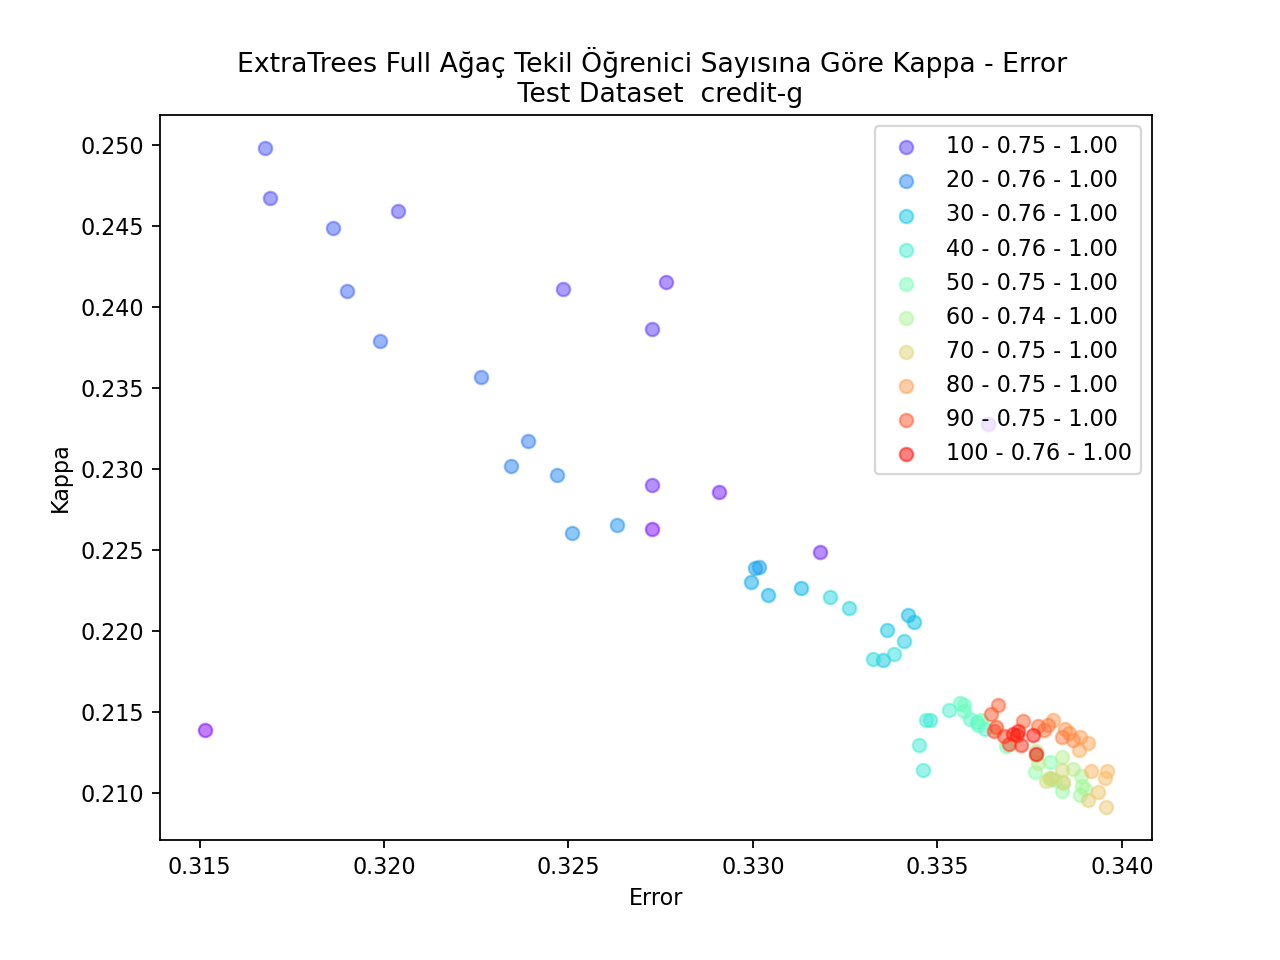 ExtraTrees Full Ağaç Tekil Öğrenici Sayısına Göre Kappa - Error
Test Dataset  credit-g
Kappa
0.250
0.245
0.240
0.235
0.230
0.225
0.220
0.215
0.210
10 - 0.75 - 1.00
20 - 0.76 - 1.00
30 - 0.76 - 1.00
40 - 0.76 - 1.00
50 - 0.75 - 1.00
60 - 0.74 - 1.00
70 - 0.75 - 1.00
80 - 0.75 - 1.00
90 - 0.75 - 1.00
100 - 0.76 - 1.00
0.315 0.320 0.325 0.330 0.335 0.340
Error